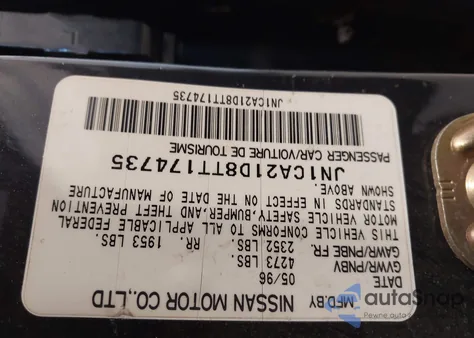 MFD.BY NISSAN MOTOR CO.,LTD
DATE 05/96
GVWR/PNBV 4273 LBS.
GAWR/PNBE FR. 2352 LBS. RR. 1953 LBS.
THIS VEHICLE CONFORMS TO ALL APPLICABLE FEDERAL
MOTOR VEHICLE SAFETY,BUMPER,AND THEFT PREVENTION
STANDARDS IN EFFECT ON THE DATE OF MANUFACTURE
SHOWN ABOVE.
JN1CA21D8TT174735
PASSENGER CAR/VOITURE DE TOURISME
JN1CA21D8TT174735
autoSnap